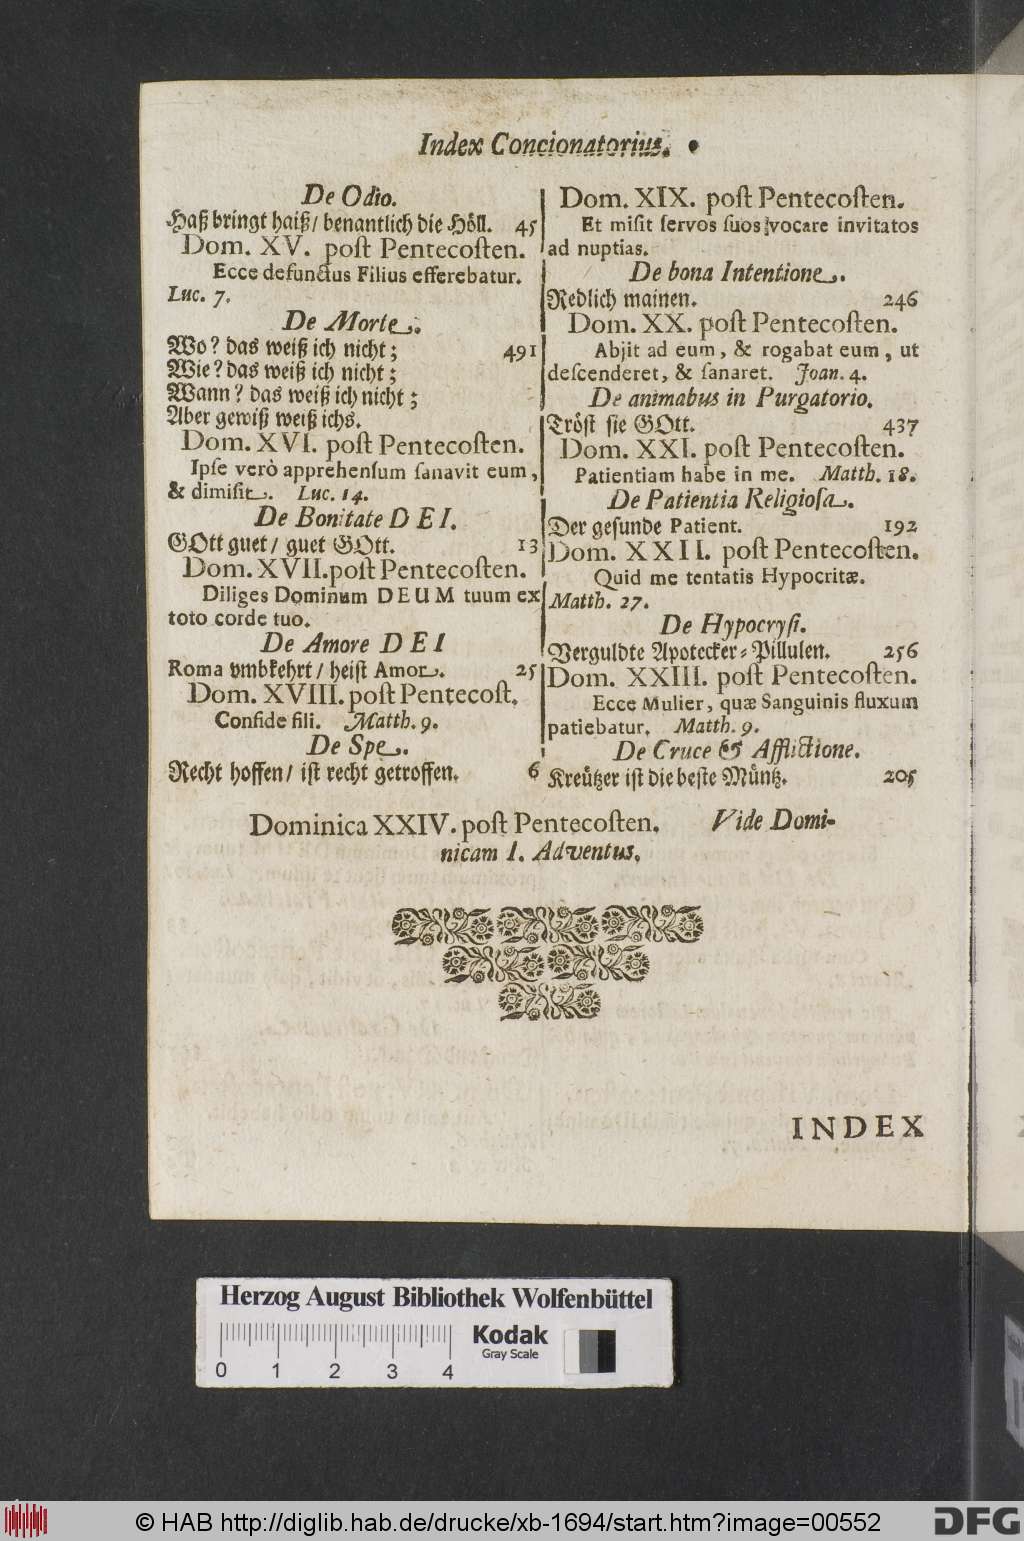 Index Concionatorius.
De Odio.
Haß bringt haiß/ benantlich die Höll. 45
Dom. XV. poſt Pentecoſten.
Ecce defunctus Filius efferebatur.
Luc. 7.
De Morte.
Wo? das weiß ich nicht; 491
Wie? das weiß ich nicht;
Wann? das weiß ich nicht;
Aber gewiß weiß ichs.
Dom. XVI. poſt Pentecoſten.
Ipſe verò apprehenſum ſanavit eum,
& dimiſit. Luc. 14.
De Bonitate DEI.
GOtt guet/ guet GOtt. 13
Dom. XVII. poſt Pentecoſten.
Diliges Dominum DEUM tuum ex
toto corde tuo.
De Amore DEI
Roma vmbkehrt/ heiſt Amor. 25
Dom. XVIII. poſt Pentecoſt.
Confide fili. Matth. 9.
De Spe.
Recht hoffen/ iſt recht getroffen. 6
Dom. XIX. poſt Pentecoſten.
Et miſit ſervos ſuos vocare invitatos
ad nuptias.
De bona Intentione.
Redlich mainen. 246
Dom. XX. poſt Pentecoſten.
Abjit ad eum, & rogabat eum, ut
deſcenderet, & ſanaret. Joan. 4.
De animabus in Purgatorio.
Tröſt ſie GOtt. 437
Dom. XXI. poſt Pentecoſten.
Patientiam habe in me. Matth. 18.
De Patientia Religioſa.
Der geſunde Patient. 192
Dom. XXII. poſt Pentecoſten.
Quid me tentatis Hypocritæ.
Matth. 27.
De Hypocryſi.
Verguldte Apotecker-Pillulen. 256
Dom. XXIII. poſt Pentecoſten.
Ecce Mulier, quæ Sanguinis fluxum
patiebatur. Matth. 9.
De Cruce & Afflictione.
Kreützer iſt die beſte Müntz. 205
Dominica XXIV. poſt Pentecoſten. Vide Domi-
nicam I. Adventus.
INDEX
Herzog August Bibliothek Wolfenbüttel
Kodak
Gray Scale
0 1 2 3 4
© HAB http://diglib.hab.de/drucke/xb-1694/start.htm?image=00552
DFG